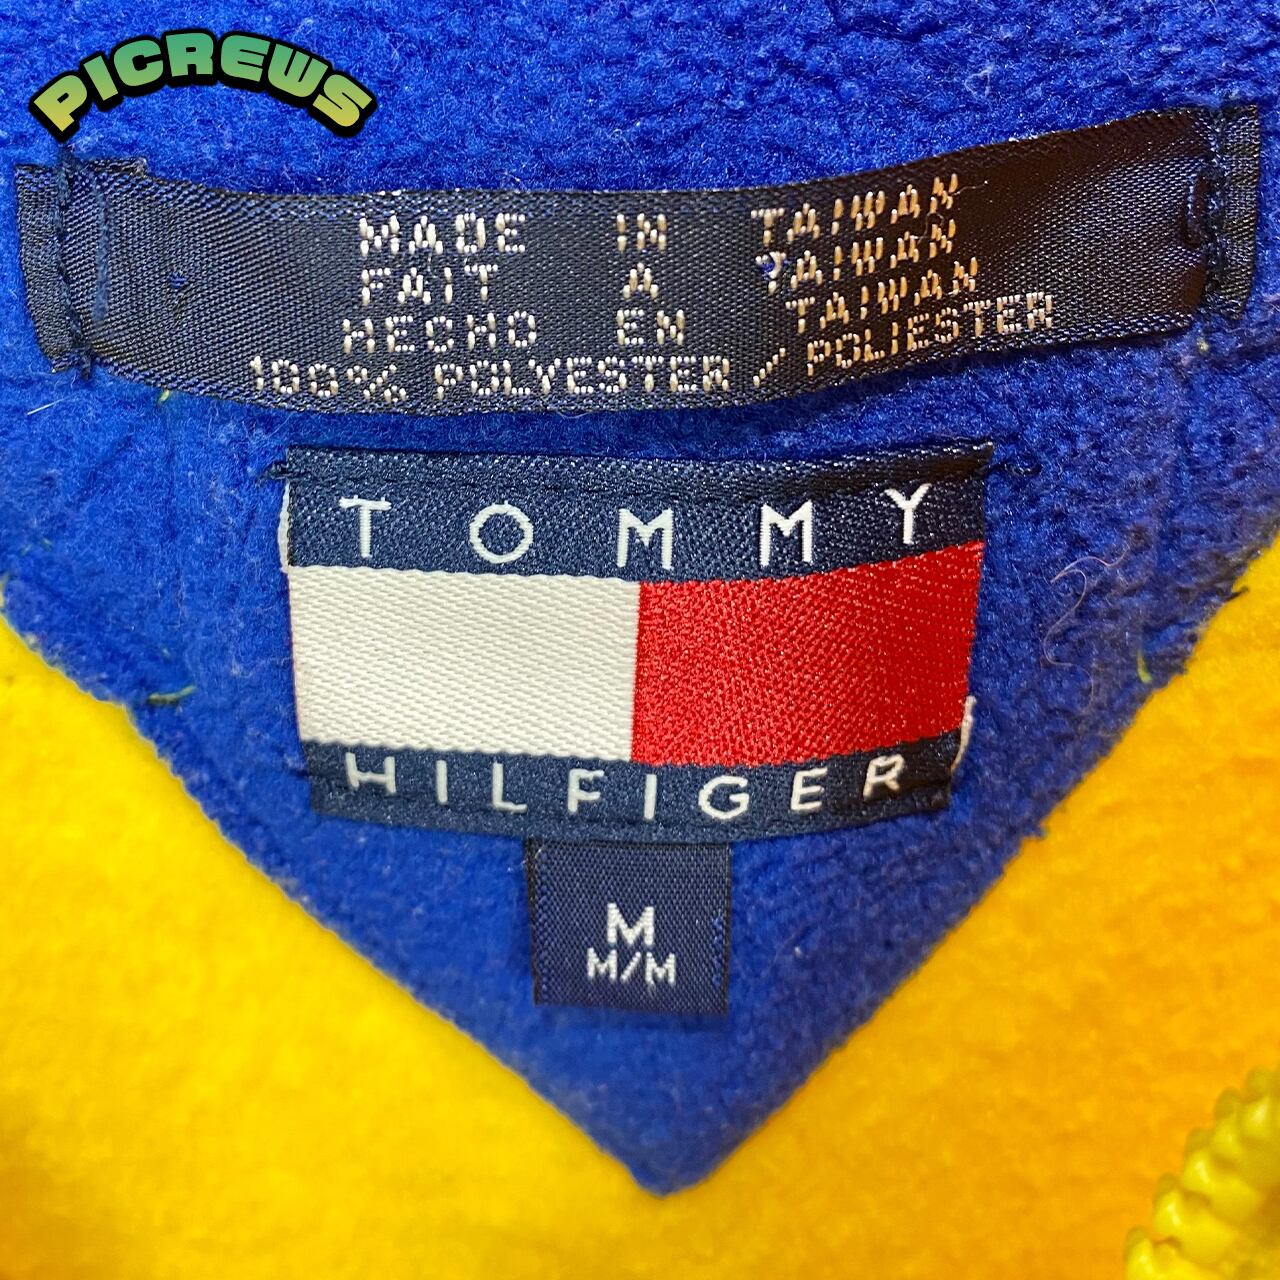 PICREWS
MADE IN TAIWAN
FAIT A TAIWAN
HECHO EN TAIWAN
100% POLYESTER / POLIESTER
TOMMY
HILFIGER
M
M/M